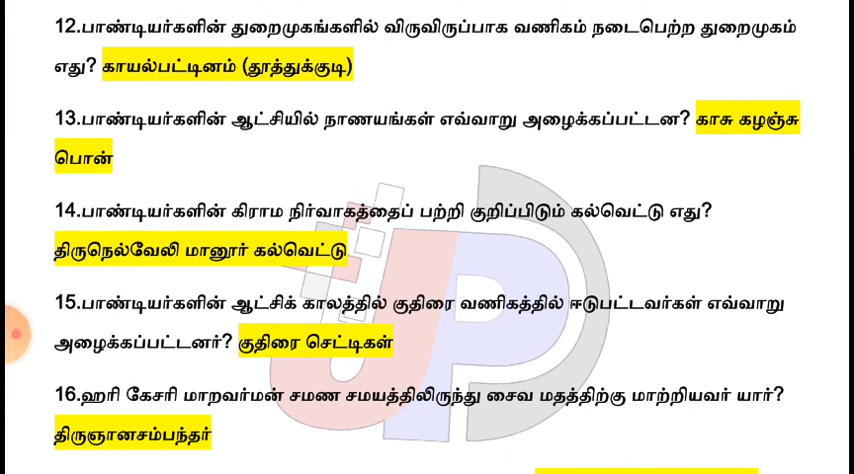 12.பாண்டியர்களின் துறைமுகங்களில் விருவிருப்பாக வணிகம் நடைபெற்ற துறைமுகம்
எது? காயல்பட்டினம் (தூத்துக்குடி)
13.பாண்டியர்களின் ஆட்சியில் நாணயங்கள் எவ்வாறு அழைக்கப்பட்டன? காசு கழஞ்சு
பொன்
14.பாண்டியர்களின் கிராம நிர்வாகத்தைப் பற்றி குறிப்பிடும் கல்வெட்டு எது?
திருநெல்வேலி மானூர் கல்வெட்டு
15.பாண்டியர்களின் ஆட்சிக் காலத்தில் குதிரை வணிகத்தில் ஈடுபட்டவர்கள் எவ்வாறு
அழைக்கப்பட்டனர்? குதிரை செட்டிகள்
16.ஹரி கேசரி மாறவர்மன் சமண சமயத்திலிருந்து சைவ மதத்திற்கு மாற்றியவர் யார்?
திருஞானசம்பந்தர்